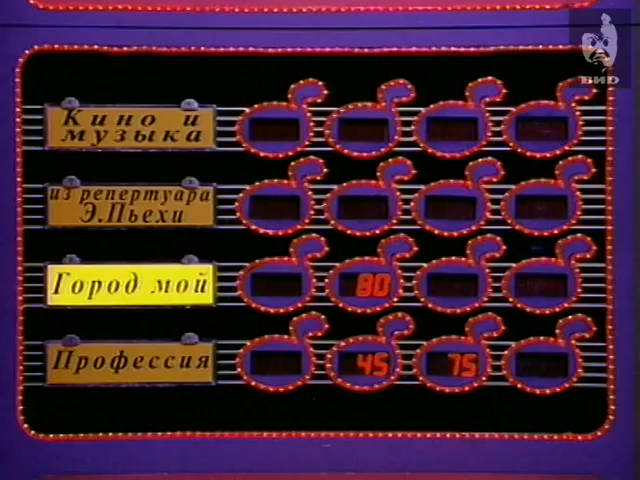 ВИD
Кино и
музыка
из репертуара
Э.Пьехи
Город мой
80
Профессия
45
75